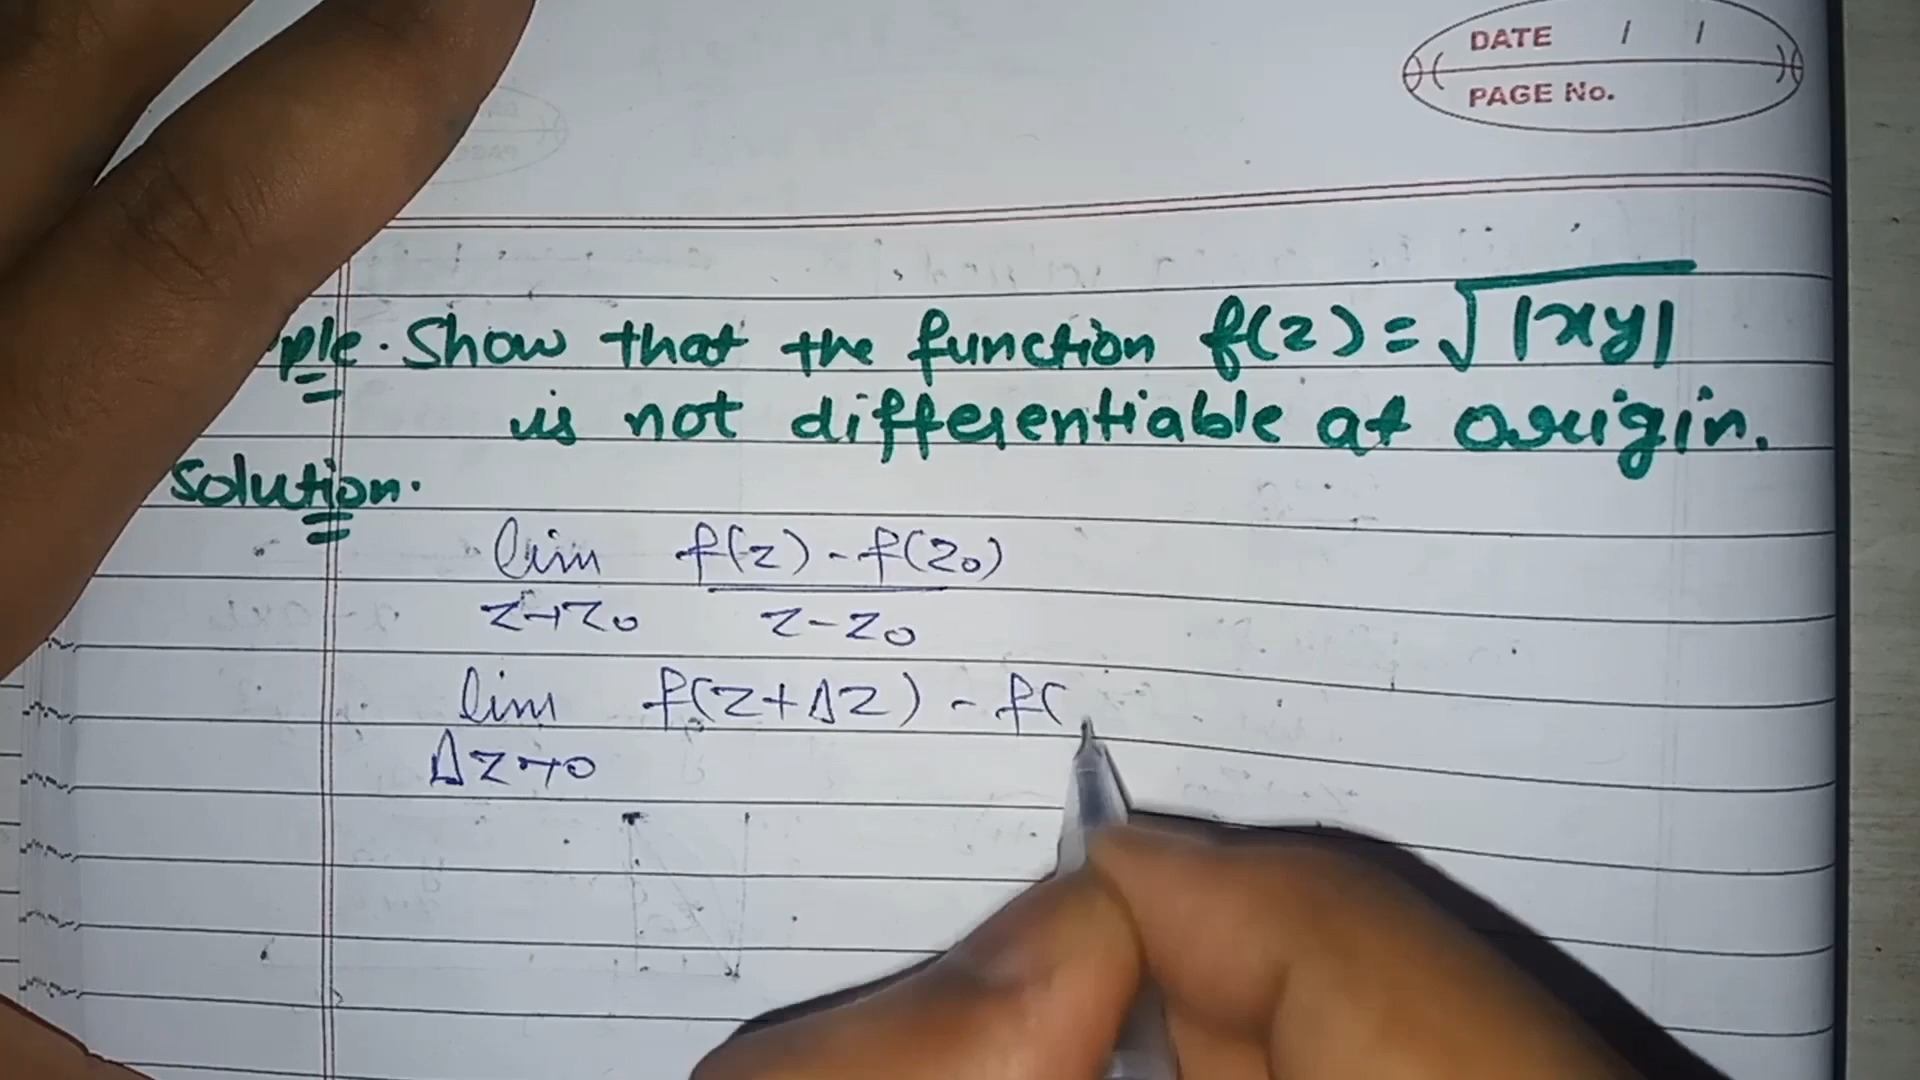 DATE / /
PAGE No.
ple. Show that the function f(z) = √|xy|
is not differentiable at origin.
Solution.
lim f(z) - f(z₀)
z→z₀ z - z₀
lim f(z+Δz) - f(
Δz→0